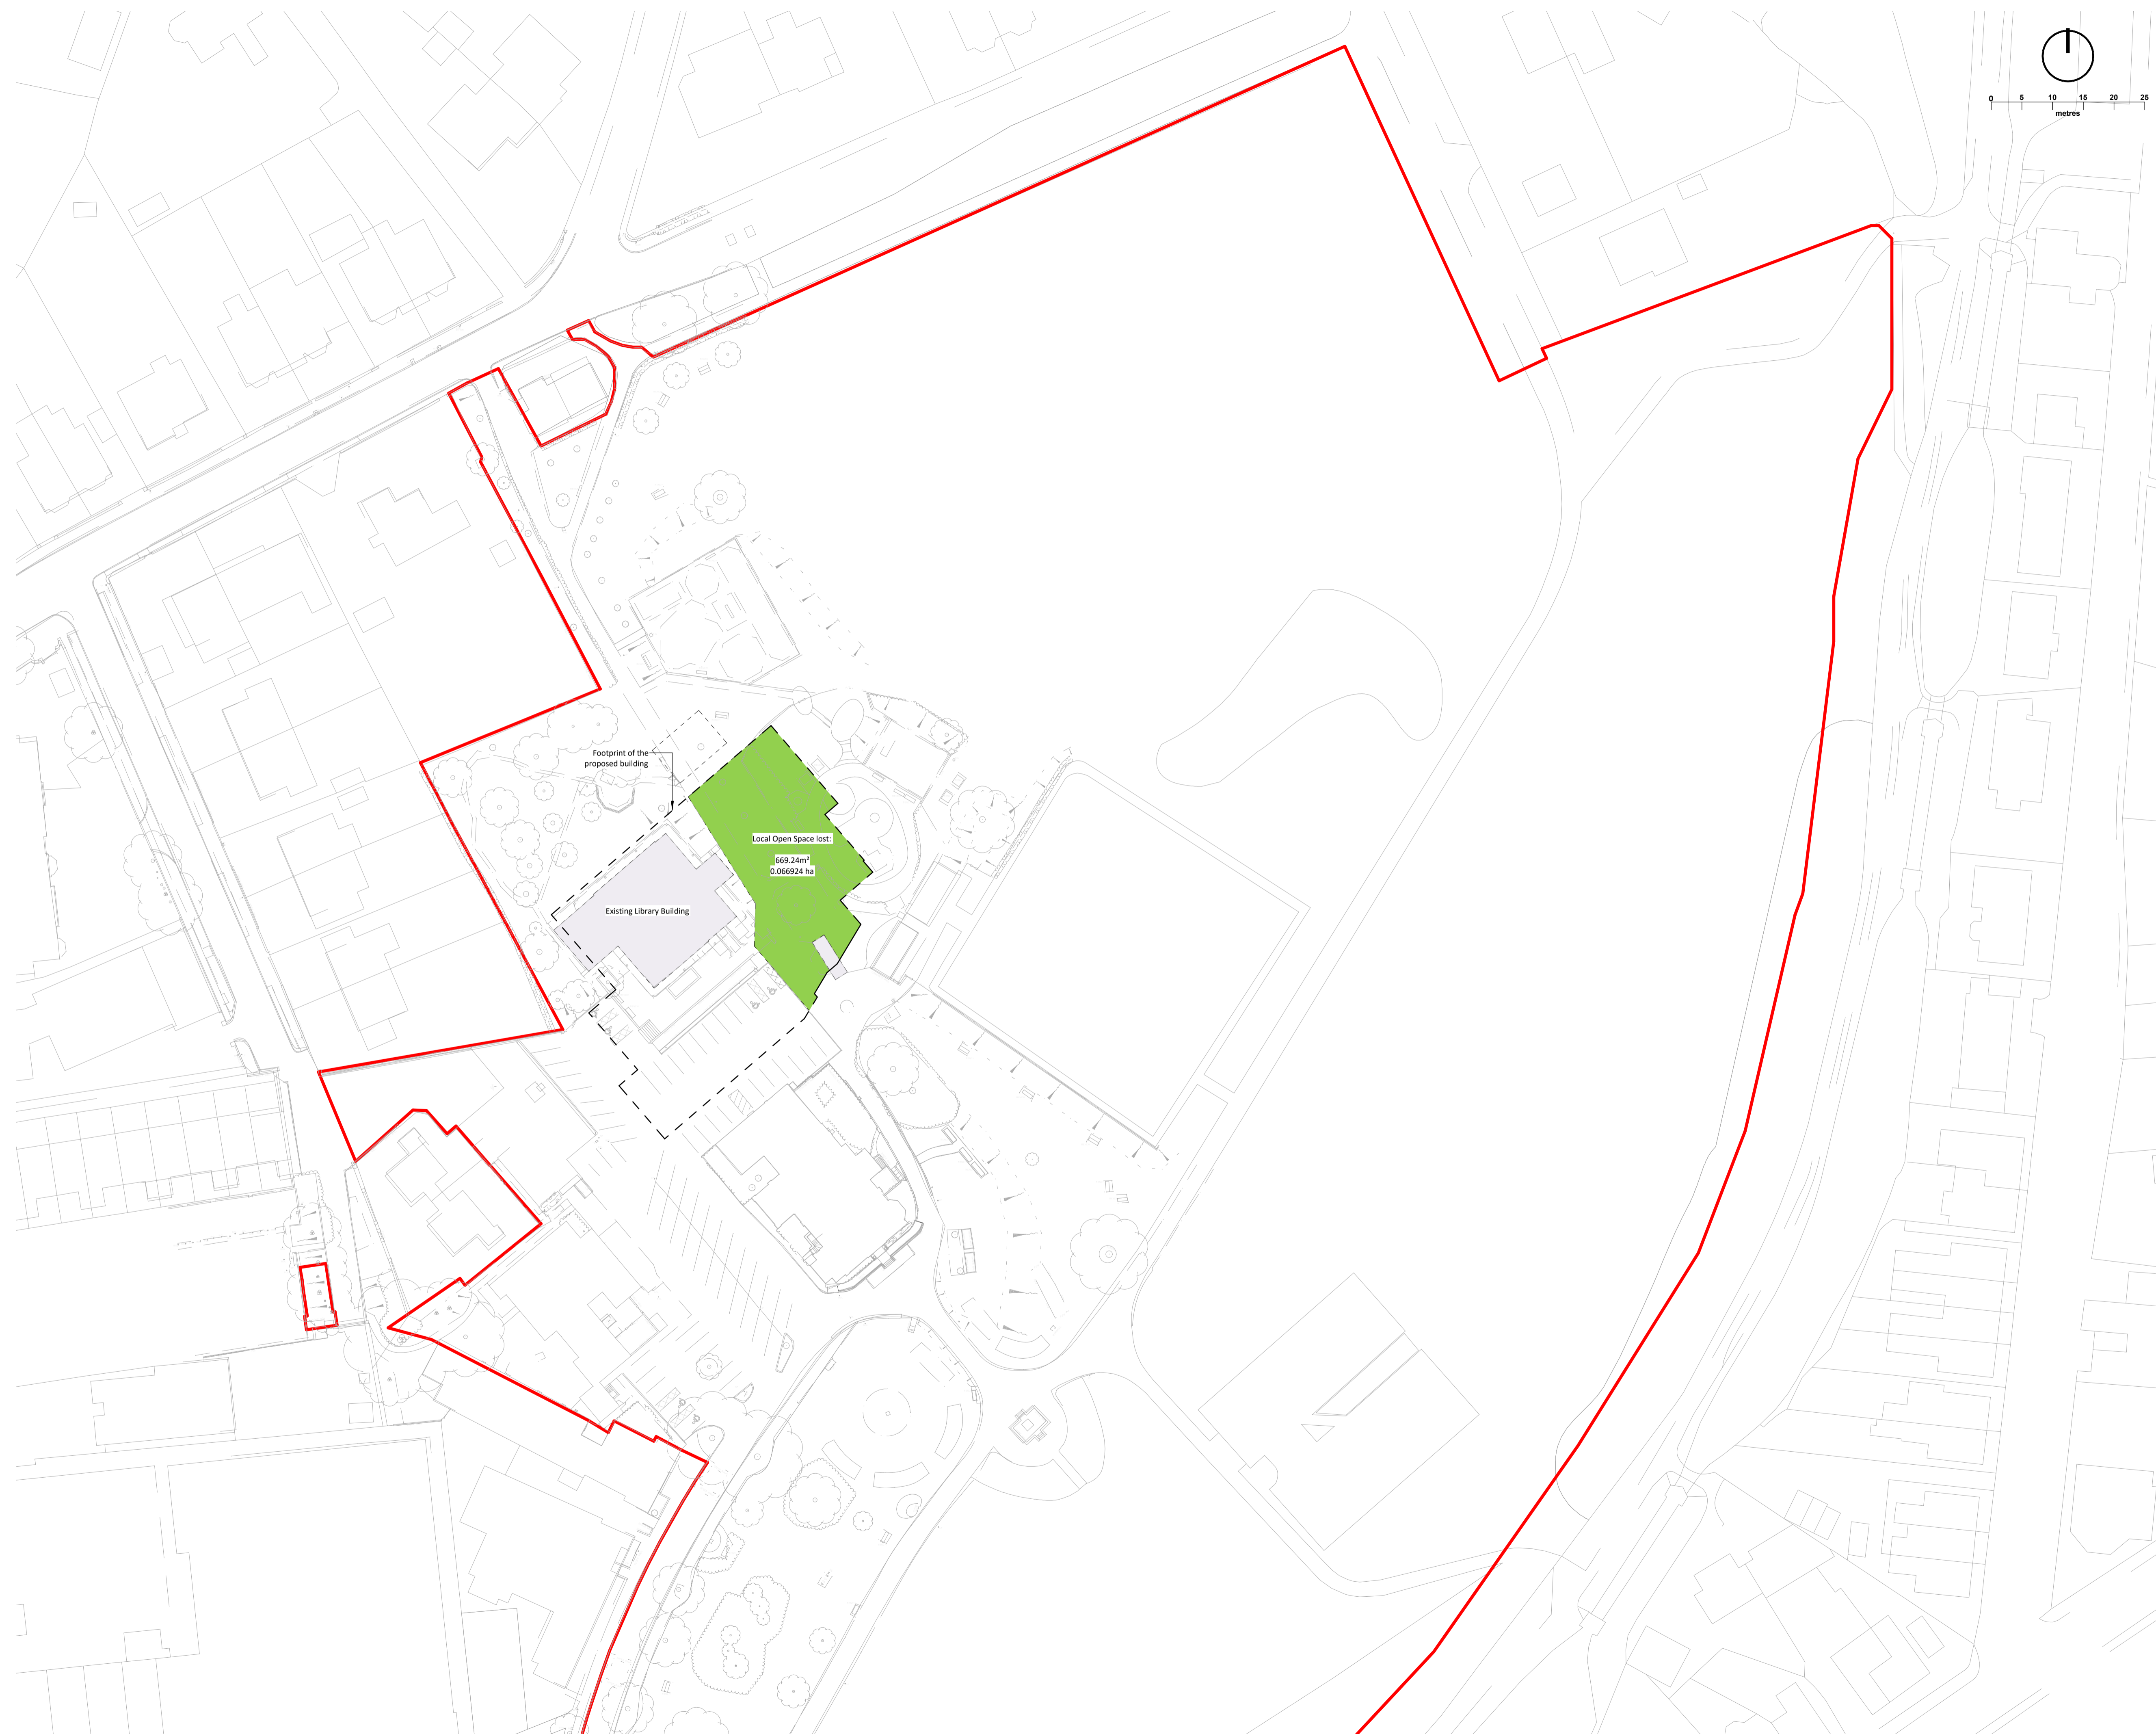 0 5 10 15 20 25
metres
Footprint of the
proposed building
Local Open Space lost:
669.24m²
0.066924 ha
Existing Library Building